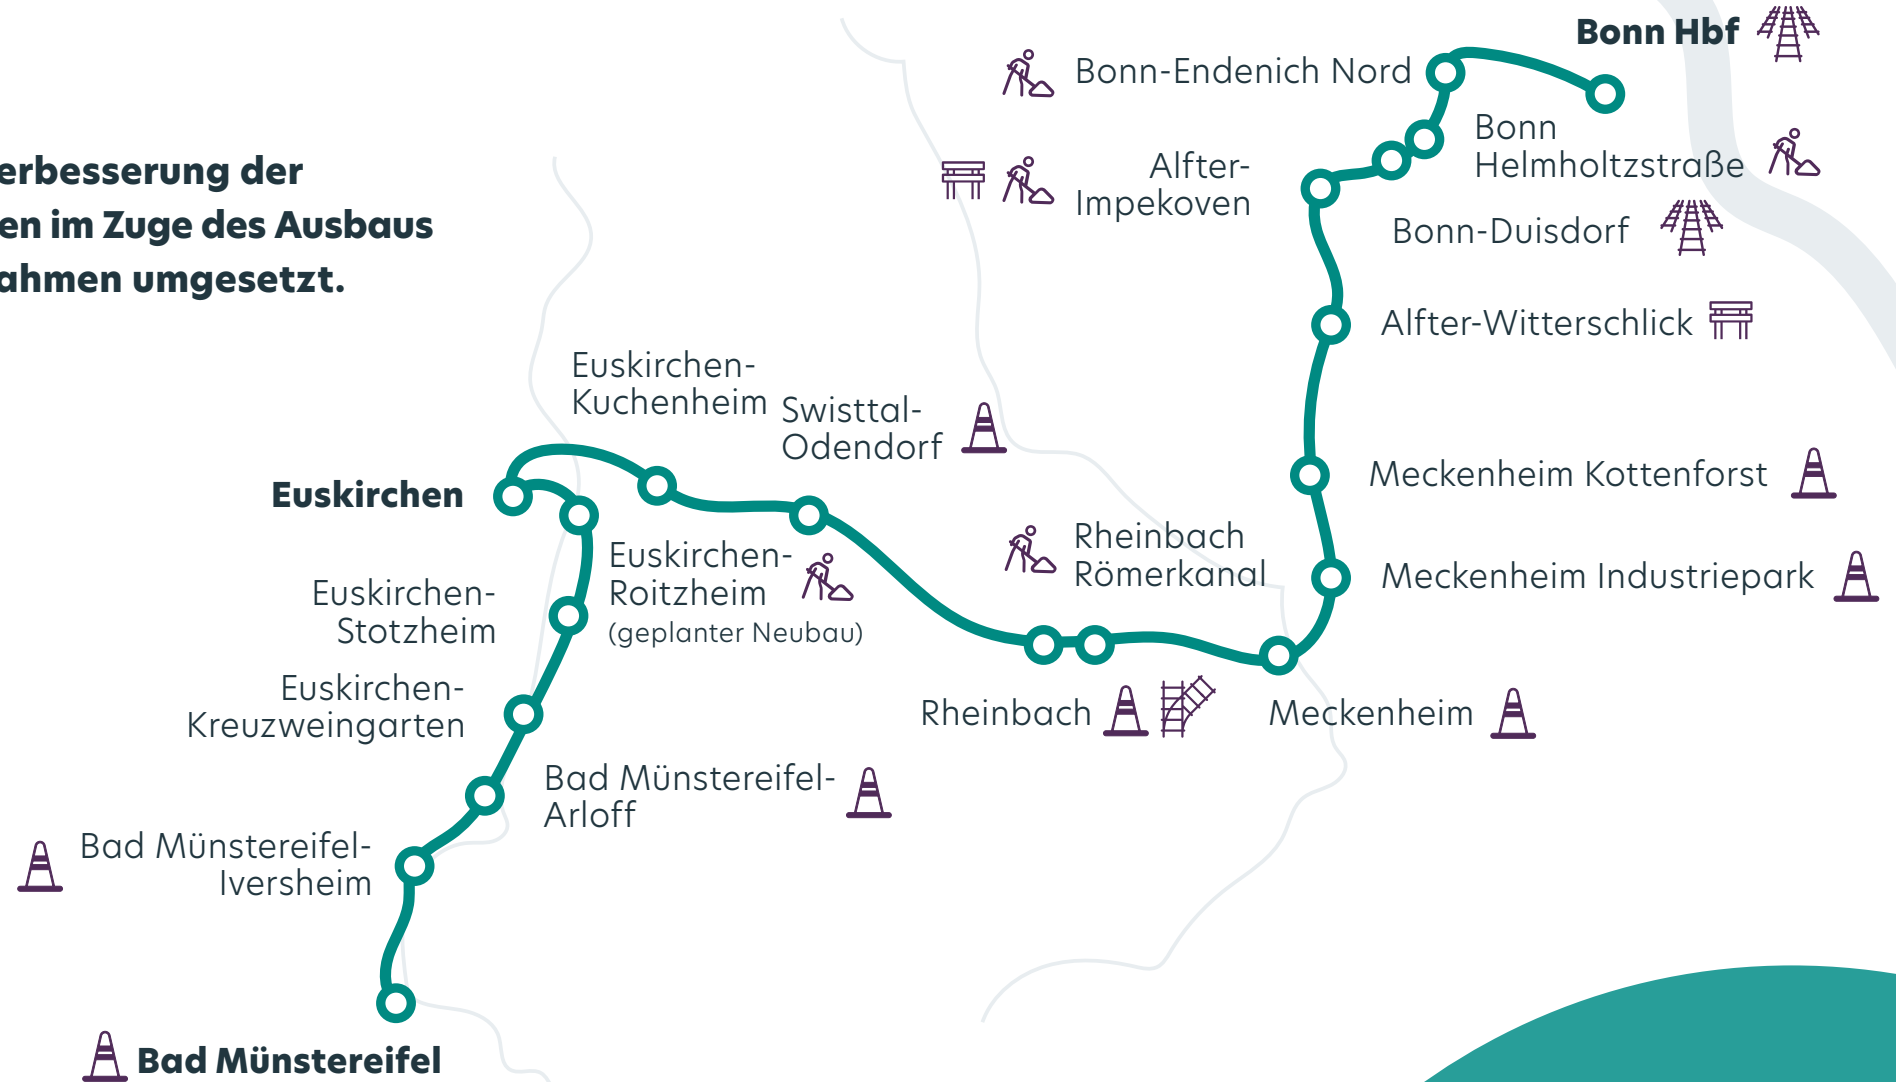 Bonn Hbf
Bonn-Endenich Nord
Bonn
Helmholtzstraße
Alfter-
Impekoven
Bonn-Duisdorf
Alfter-Witterschlick
erbesserung der
en im Zuge des Ausbaus
ahmen umgesetzt.
Euskirchen-
Kuchenheim
Swisttal-
Odendorf
Meckenheim Kottenforst
Euskirchen
Rheinbach
Römerkanal
Meckenheim Industriepark
Euskirchen-
Roitzheim
(geplanter Neubau)
Euskirchen-
Stotzheim
Euskirchen-
Kreuzweingarten
Rheinbach
Meckenheim
Bad Münstereifel-
Arloff
Bad Münstereifel-
Iversheim
Bad Münstereifel